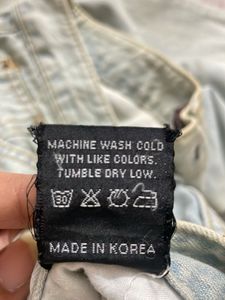 MACHINE WASH COLD
WITH LIKE COLORS.
TUMBLE DRY LOW.
30
MADE IN KOREA